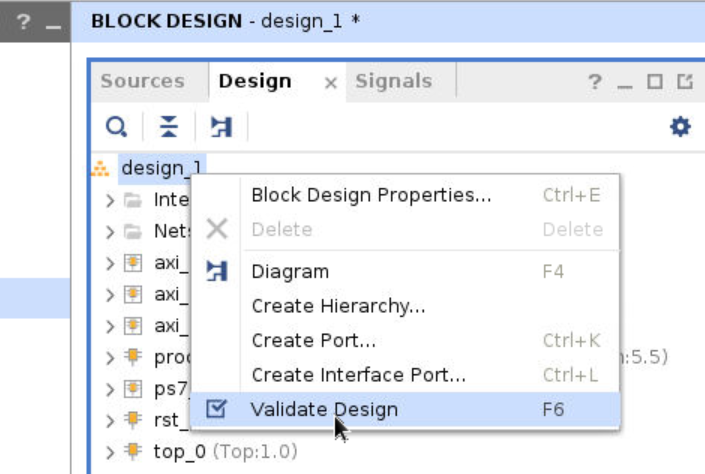 ? _ BLOCK DESIGN - design_1 *
Sources Design × Signals ? _
design_1
Block Design Properties... Ctrl+E
Inte
Delete Delete
Net
axi_
Diagram F4
axi_
Create Hierarchy...
axi_
Create Port... Ctrl+K
proc :5.5)
Create Interface Port... Ctrl+L
ps7_
Validate Design F6
rst_
top_0 (Top:1.0)